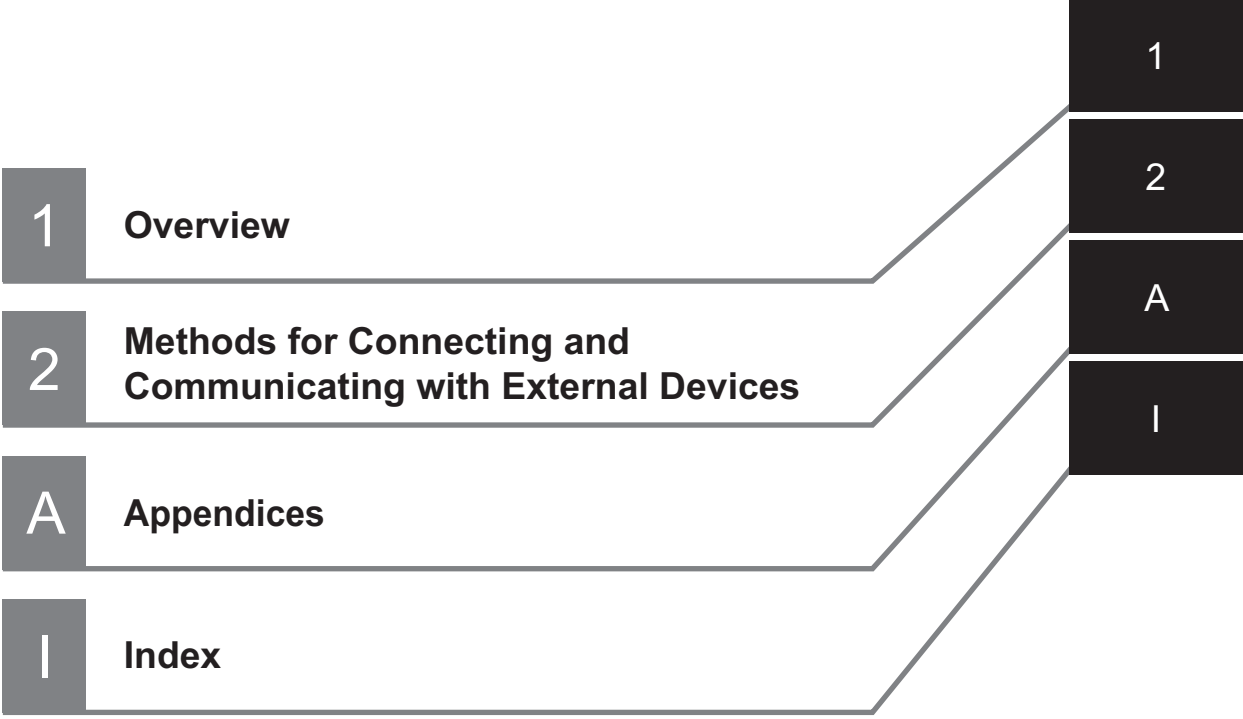 1
Overview
2
Methods for Connecting and
Communicating with External Devices
A
Appendices
I
Index
1
2
A
I